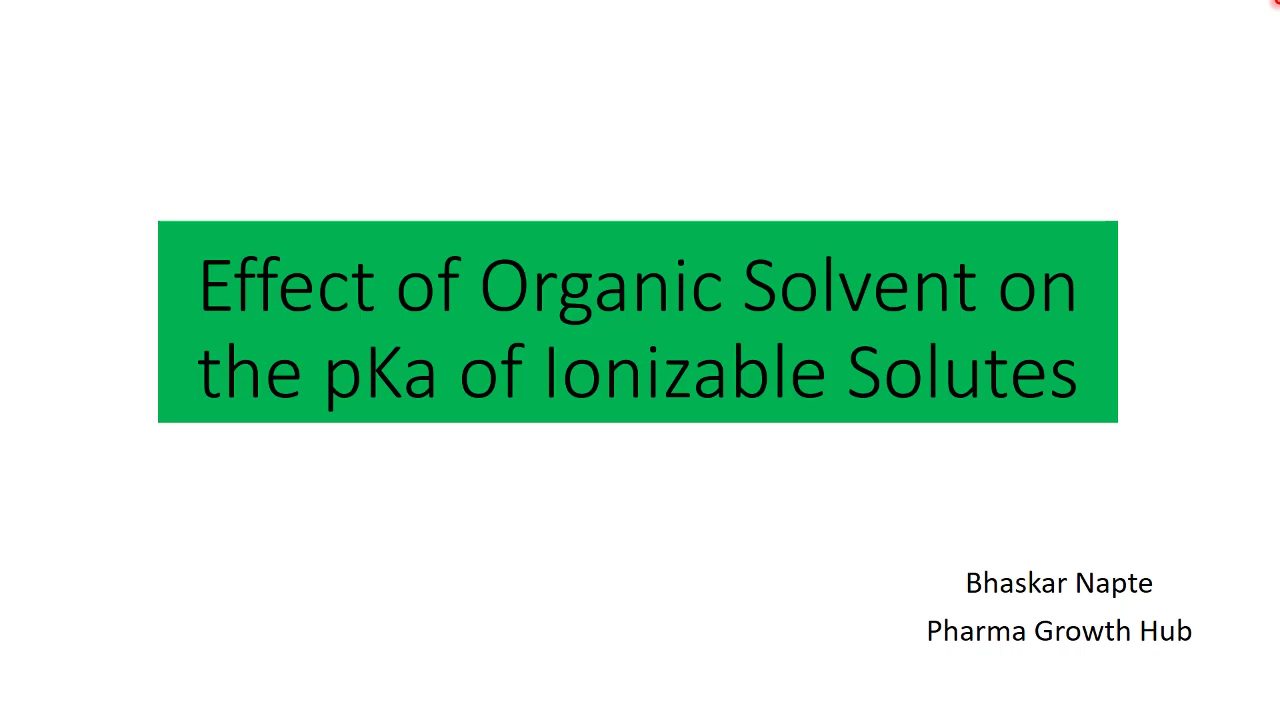 Effect of Organic Solvent on
the pKa of Ionizable Solutes
Bhaskar Napte
Pharma Growth Hub